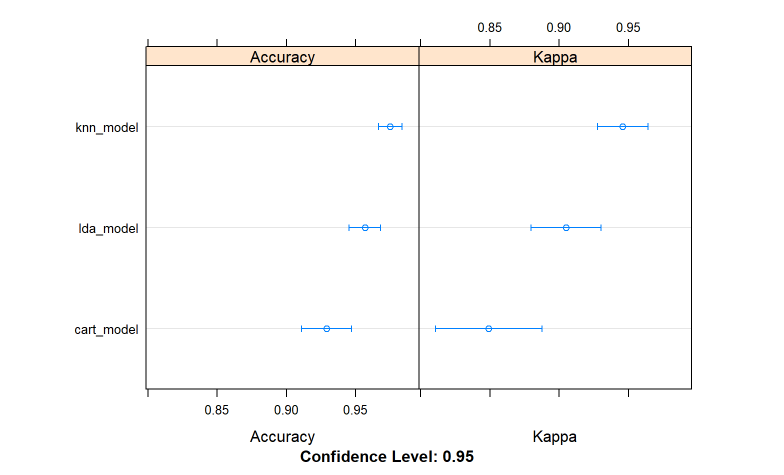 0.85 0.90 0.95
Accuracy Kappa
knn_model
lda_model
cart_model
0.85 0.90 0.95
Accuracy Kappa
Confidence Level: 0.95